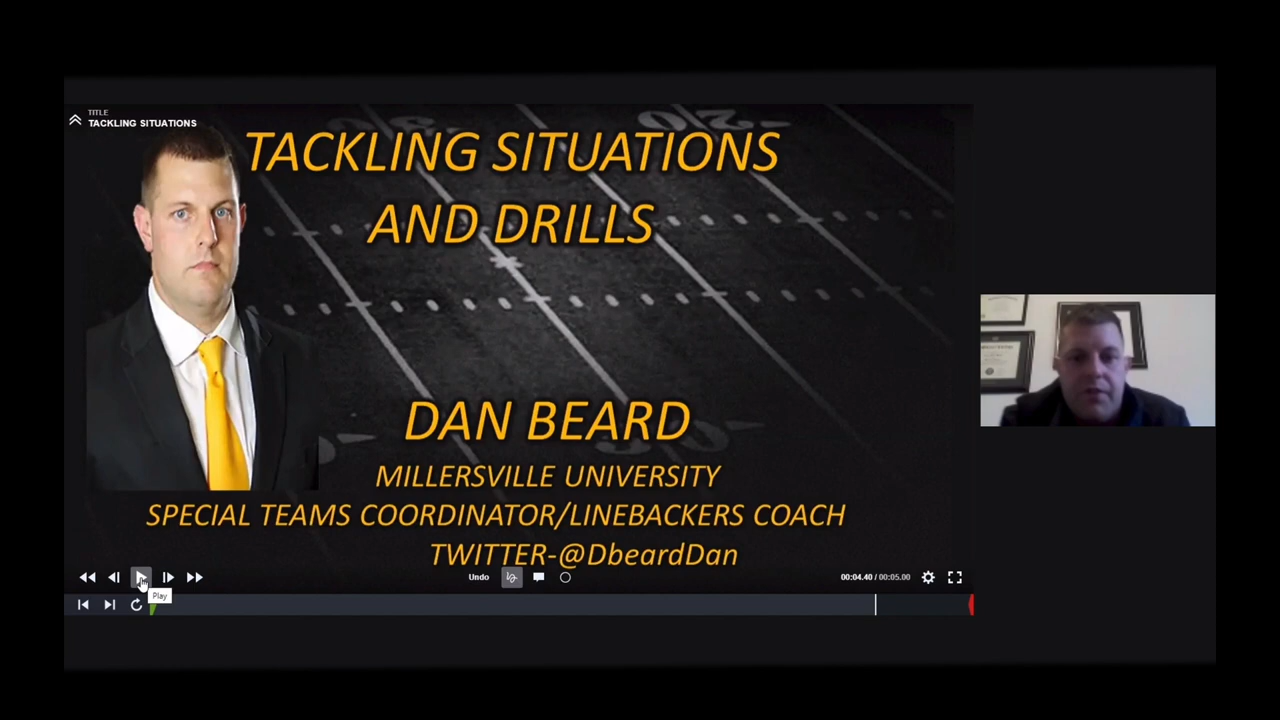 TITLE
TACKLING SITUATIONS
TACKLING SITUATIONS
AND DRILLS
DAN BEARD
MILLERSVILLE UNIVERSITY
SPECIAL TEAMS COORDINATOR/LINEBACKERS COACH
TWITTER-@DbeardDan
Undo
00:04.40 / 00:05.00
Play